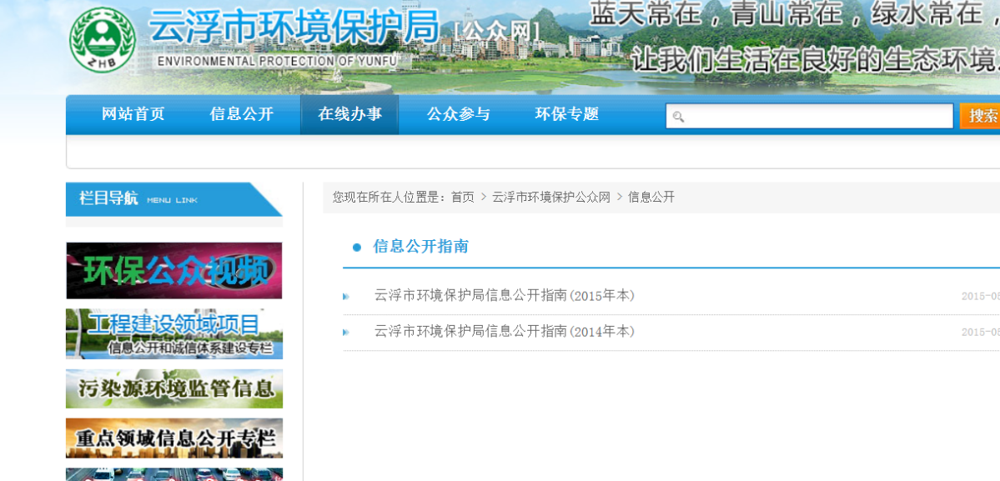 蓝天常在，青山常在，绿水常在，
云浮市环境保护局 [公众网]
ENVIRONMENTAL PROTECTION OF YUNFU
ZHB
让我们生活在良好的生态环境
网站首页 信息公开 在线办事 公众参与 环保专题 搜索
栏目导航 MENU LINK
您现在所在人位置是：首页 > 云浮市环境保护公众网 > 信息公开
信息公开指南
云浮市环境保护局信息公开指南(2015年本) 2015-05
云浮市环境保护局信息公开指南(2014年本) 2015-05
环保公众视频
工程建设领域项目
信息公开和诚信体系建设专栏
污染源环境监管信息
重点领域信息公开专栏